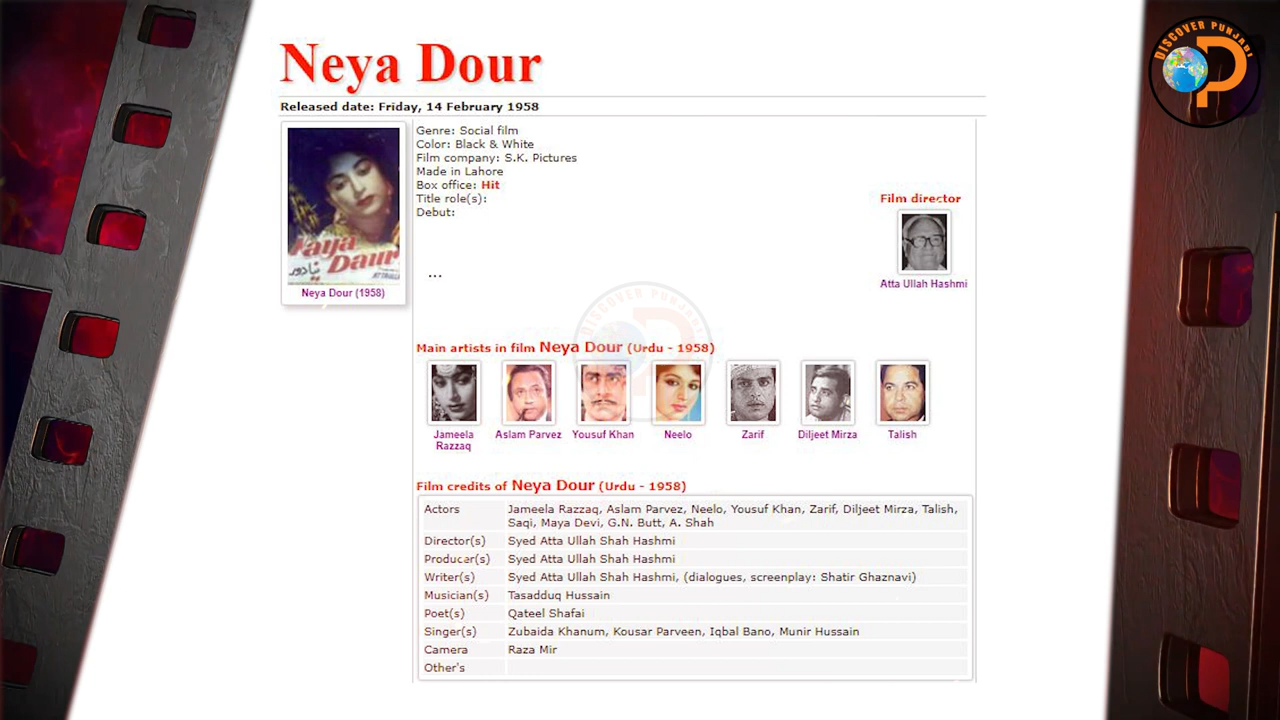 DISCOVER PUNJABI
Neya Dour
Released date: Friday, 14 February 1958
Naya
Daur
نیا دور
Neya Dour (1958)
Genre: Social film
Color: Black & White
Film company: S.K. Pictures
Made in Lahore
Box office: Hit
Title role(s):
Debut:
...
Film director
Atta Ullah Hashmi
DISCOVER PUNJABI
Main artists in film Neya Dour (Urdu - 1958)
Jameela Razzaq
Aslam Parvez
Yousuf Khan
Neelo
Zarif
Diljeet Mirza
Talish
Film credits of Neya Dour (Urdu - 1958)
Actors Jameela Razzaq, Aslam Parvez, Neelo, Yousuf Khan, Zarif, Diljeet Mirza, Talish,
Saqi, Maya Devi, G.N. Butt, A. Shah
Director(s) Syed Atta Ullah Shah Hashmi
Producer(s) Syed Atta Ullah Shah Hashmi
Writer(s) Syed Atta Ullah Shah Hashmi, (dialogues, screenplay: Shatir Ghaznavi)
Musician(s) Tasadduq Hussain
Poet(s) Qateel Shafai
Singer(s) Zubaida Khanum, Kousar Parveen, Iqbal Bano, Munir Hussain
Camera Raza Mir
Other's